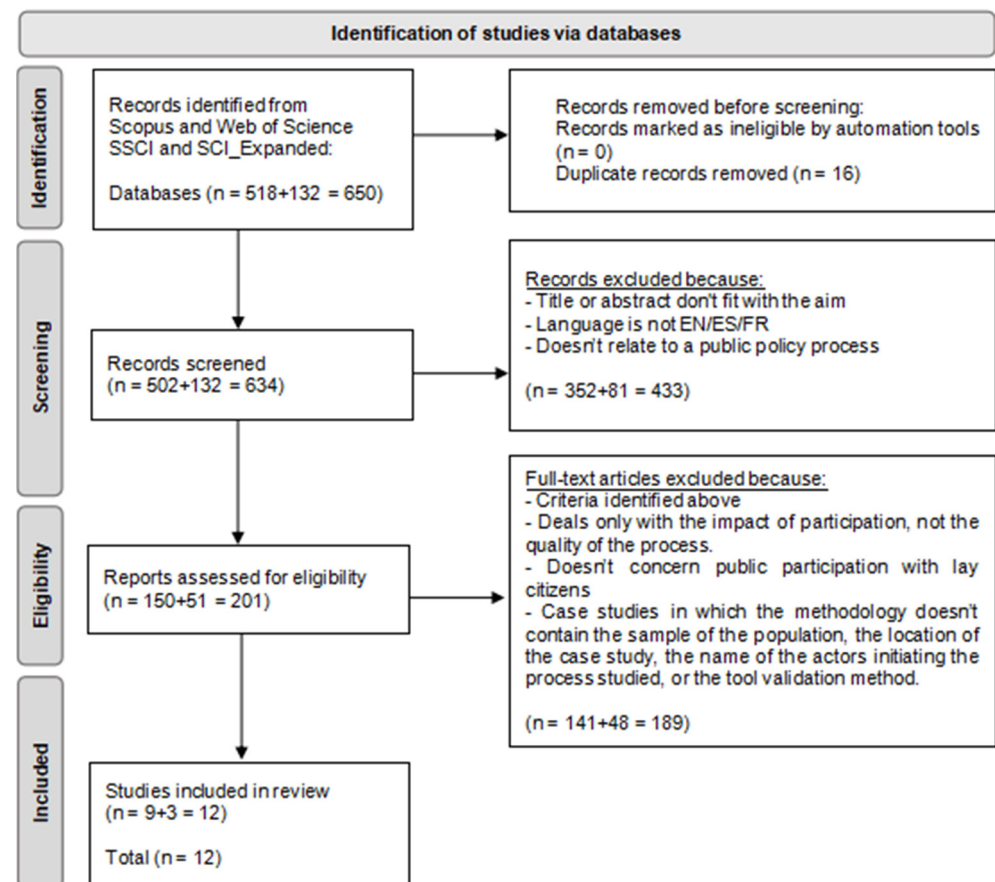 Identification of studies via databases
Identification
Records identified from
Scopus and Web of Science
SSCI and SCI_Expanded:
Databases (n = 518+132 = 650)
Records removed before screening:
Records marked as ineligible by automation tools
(n = 0)
Duplicate records removed (n = 16)
Screening
Records screened
(n = 502+132 = 634)
Records excluded because:
- Title or abstract don't fit with the aim
- Language is not EN/ES/FR
- Doesn't relate to a public policy process
(n = 352+81 = 433)
Eligibility
Reports assessed for eligibility
(n = 150+51 = 201)
Full-text articles excluded because:
- Criteria identified above
- Deals only with the impact of participation, not the
quality of the process.
- Doesn't concern public participation with lay
citizens
- Case studies in which the methodology doesn't
contain the sample of the population, the location of
the case study, the name of the actors initiating the
process studied, or the tool validation method.
(n = 141+48 = 189)
Included
Studies included in review
(n = 9+3 = 12)
Total (n = 12)